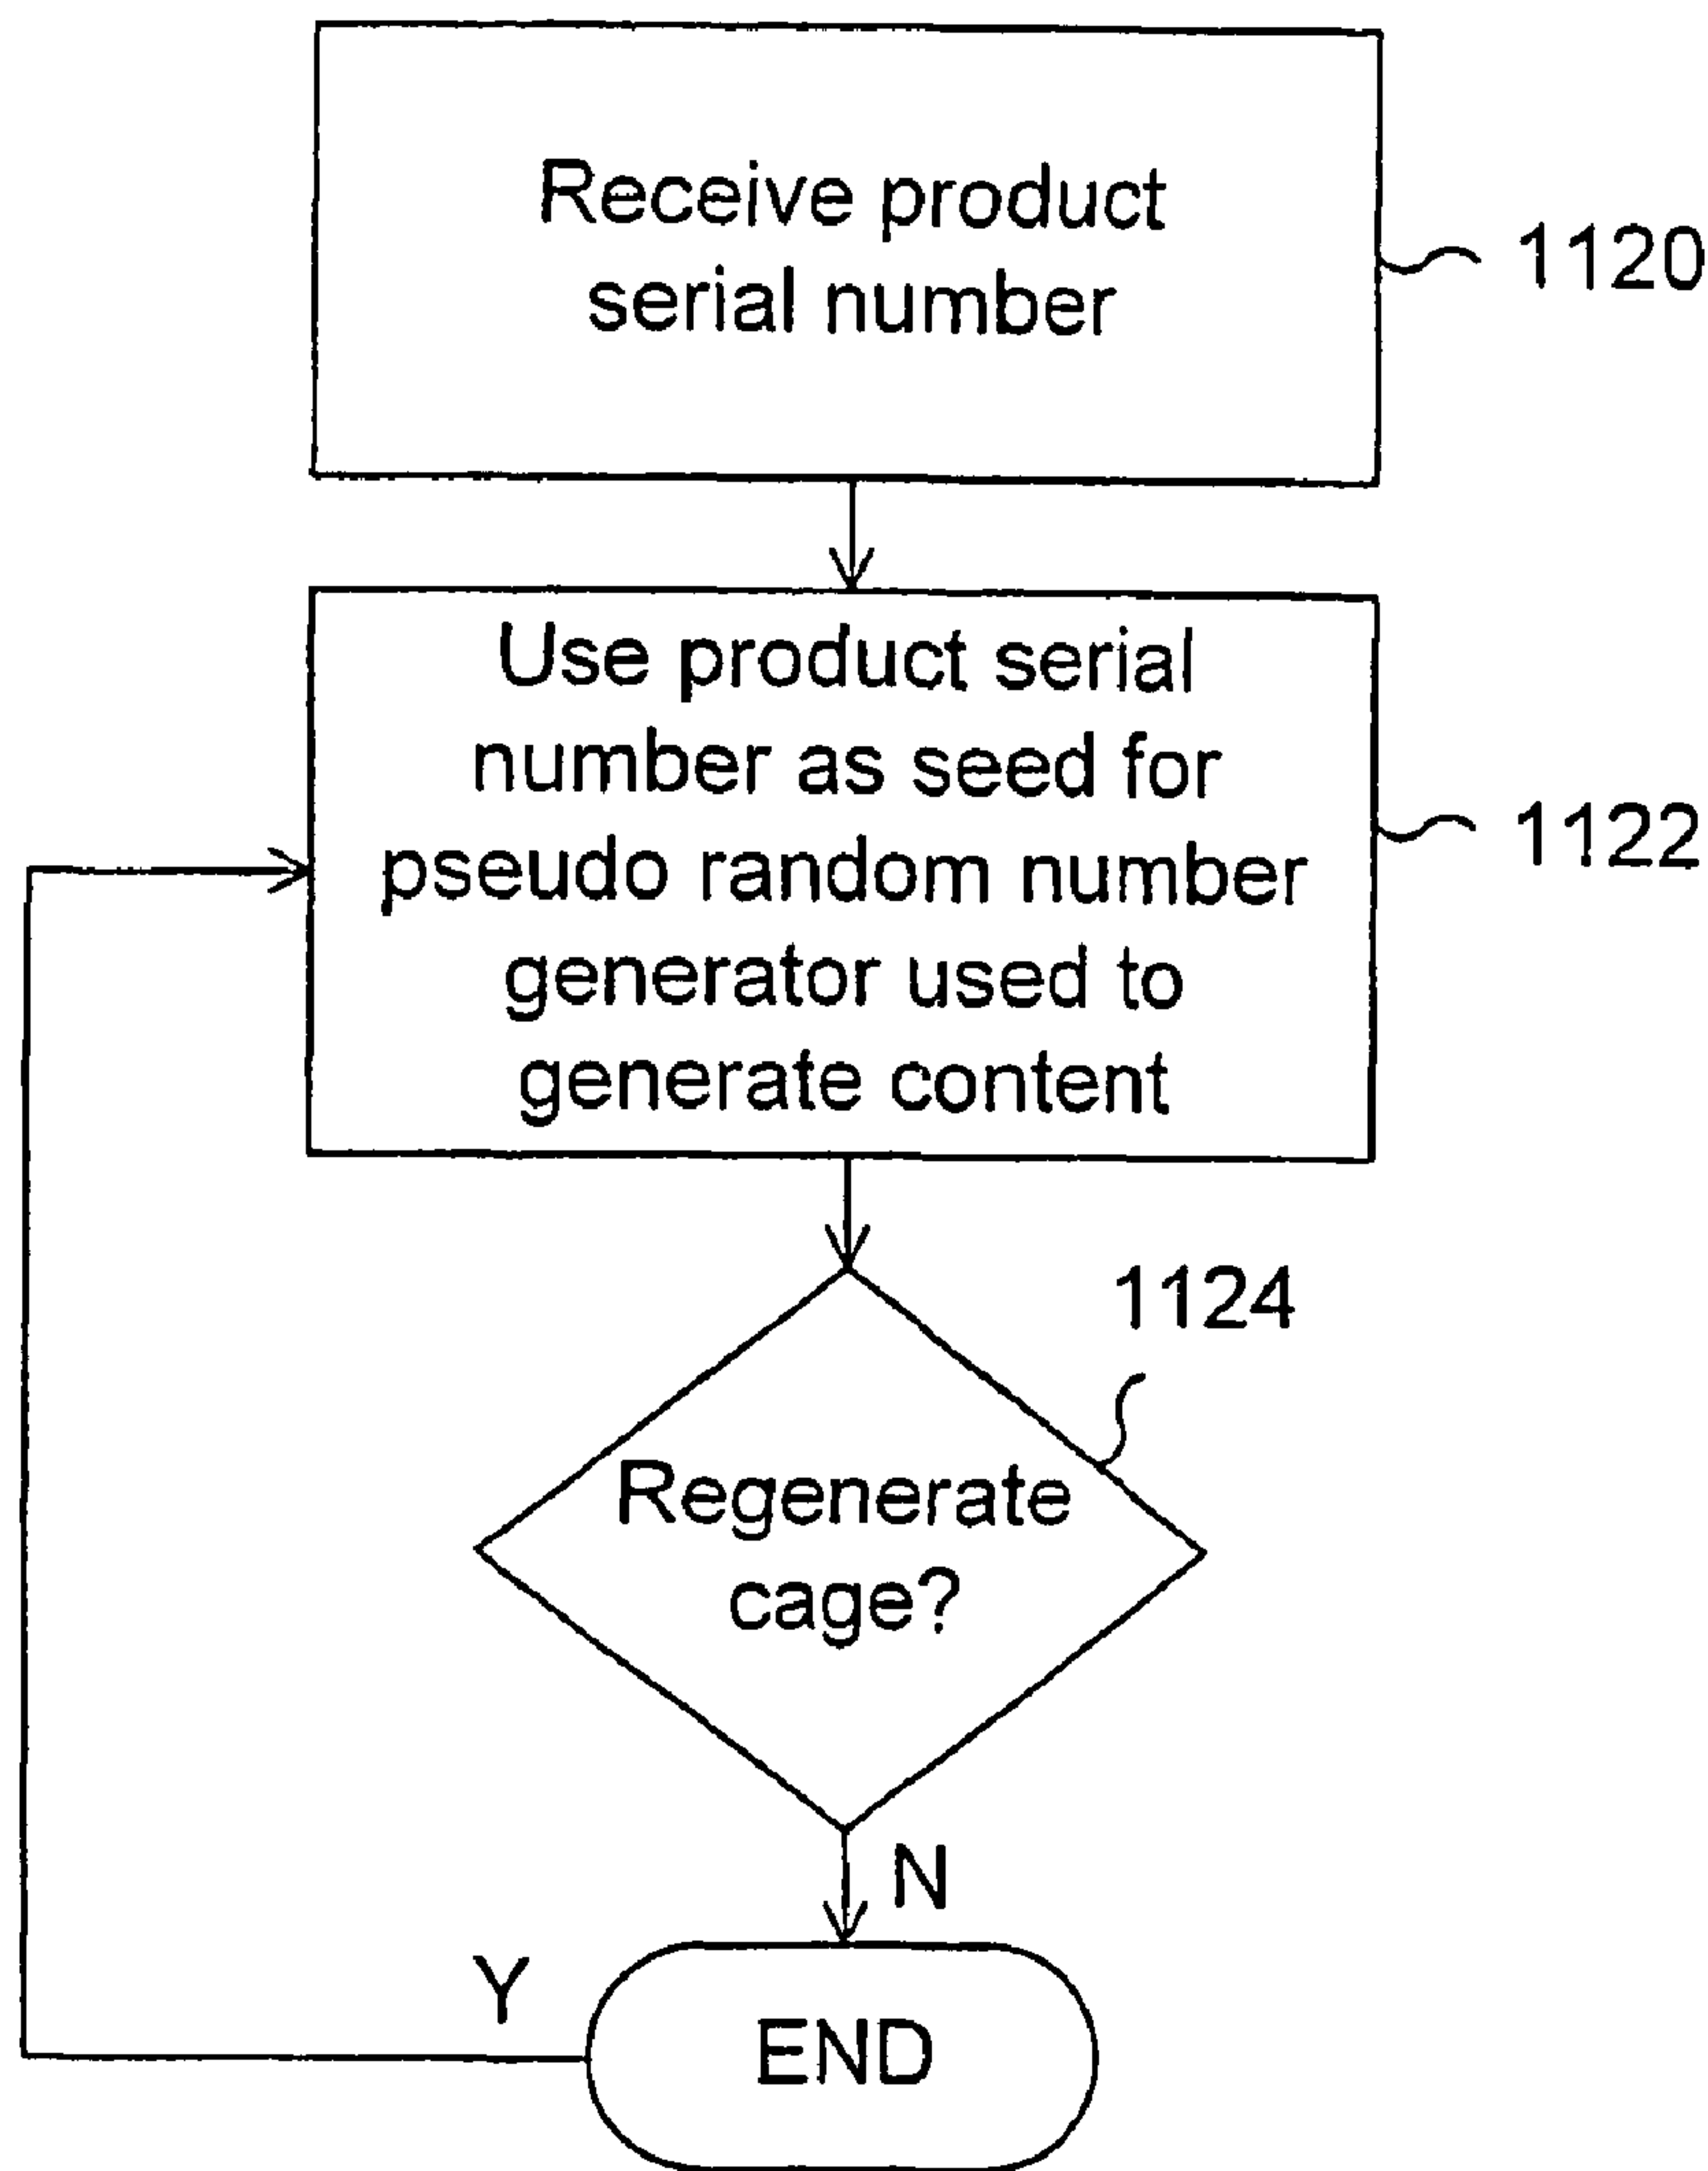 Receive product
serial number
1120
Use product serial
number as seed for
pseudo random number
generator used to
generate content
1122
1124
Regenerate
cage?
N
Y
END